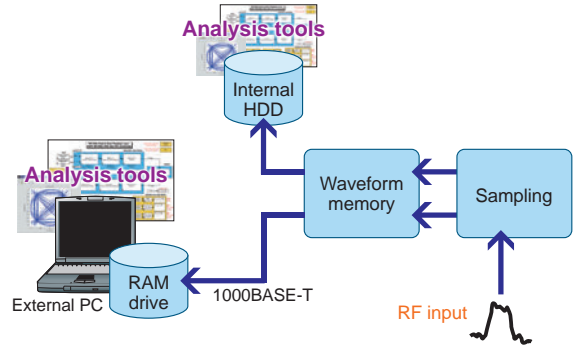 Analysis tools
Internal
HDD
Analysis tools
Waveform
memory
Sampling
RAM
drive
External PC
1000BASE-T
RF input